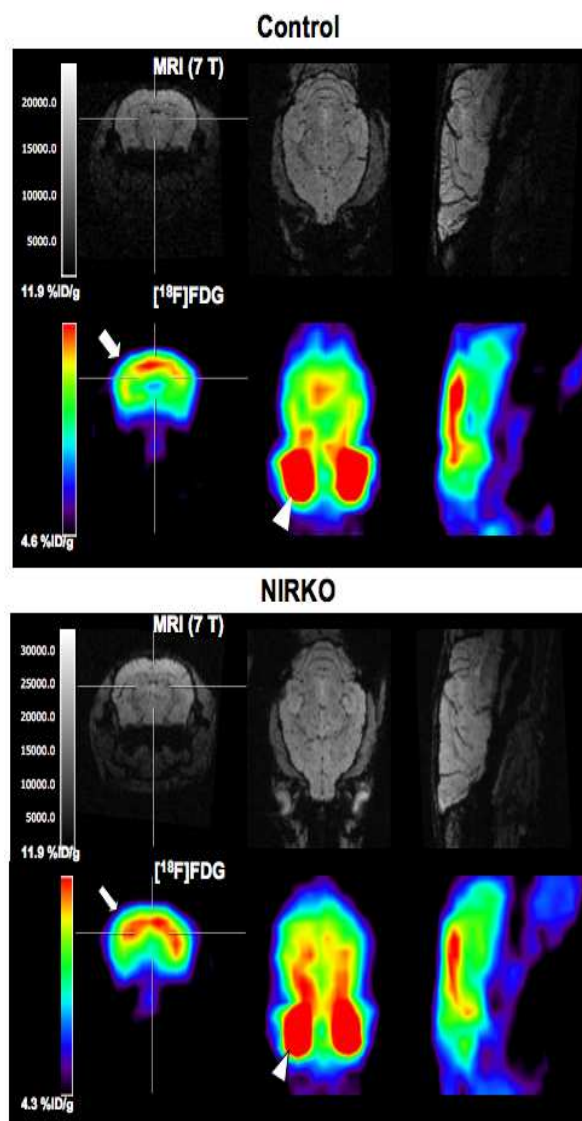 Control
MRI (7 T)
20000.0
15000.0
10000.0
5000.0
11.9 %ID/g
[¹⁸F]FDG
4.6 %ID/g
NIRKO
MRI (7 T)
30000.0
25000.0
20000.0
15000.0
10000.0
5000.0
11.9 %ID/g
[¹⁸F]FDG
4.3 %ID/g